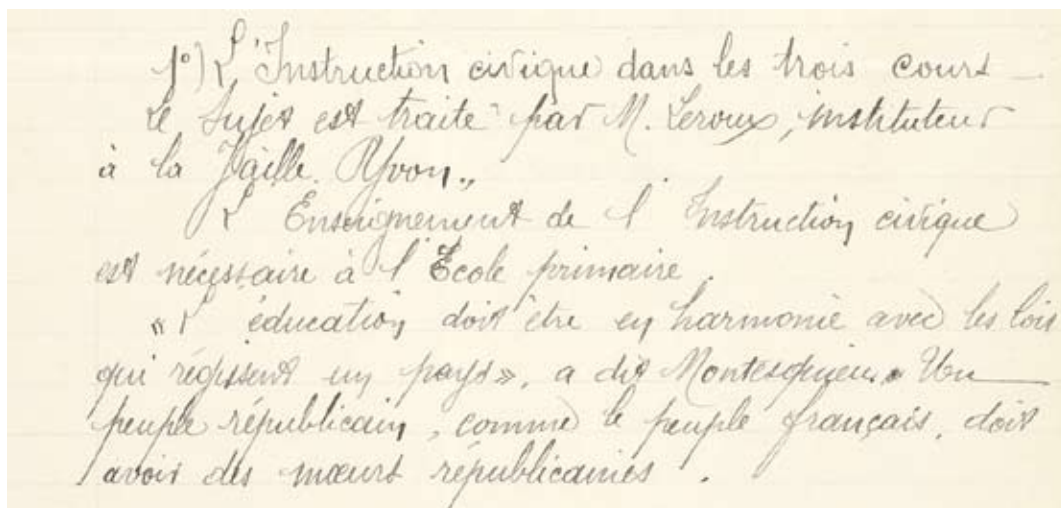 1°) L'Instruction civique dans les trois cours –
Le Sujet est traité par M. Leroux, instituteur
à la Jaille. Yvon.,
L'Enseignement de l'Instruction civique
est nécessaire à l'Ecole primaire.
« L'éducation doit être en harmonie avec les lois
qui régissent un pays », a dit Montesquieu. Un
peuple républicain, comme le peuple français, doit
avoir des mœurs républicaines.